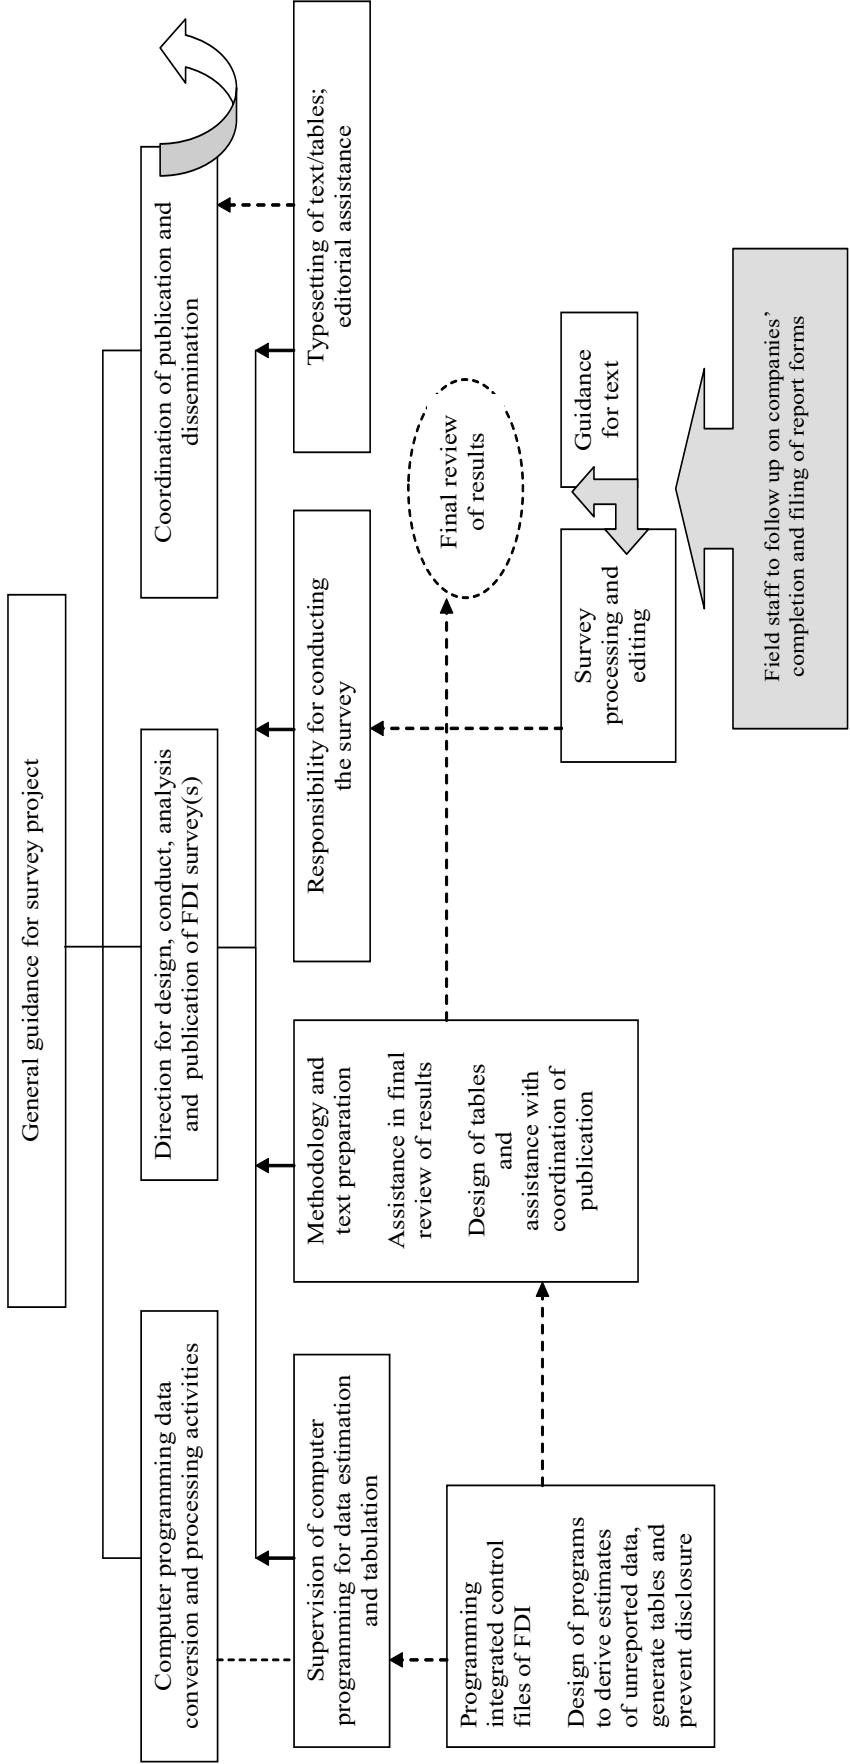 General guidance for survey project
Computer programming data
conversion and processing activities
Direction for design, conduct, analysis
and publication of FDI survey(s)
Coordination of publication and
dissemination
Supervision of computer
programming for data estimation
and tabulation
Methodology and
text preparation
Assistance in final
review of results
Design of tables
and
assistance with
coordination of
publication
Responsibility for conducting
the survey
Typesetting of text/tables;
editorial assistance
Final review
of results
Programming
integrated control
files of FDI
Design of programs
to derive estimates
of unreported data,
generate tables and
prevent disclosure
Survey
processing and
editing
Guidance
for text
Field staff to follow up on companies’
completion and filing of report forms